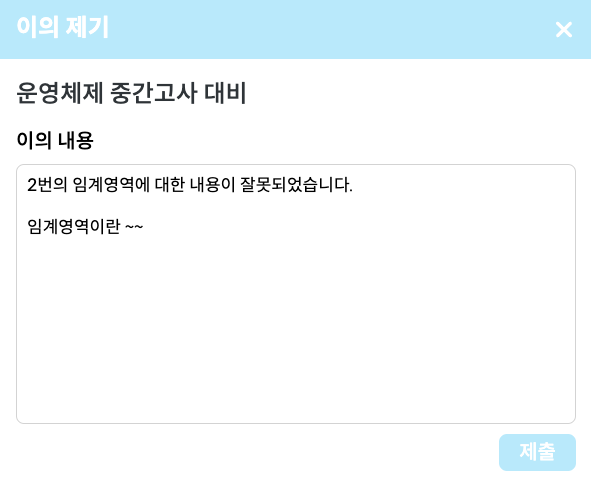 이의 제기
운영체제 중간고사 대비
이의 내용
2번의 임계영역에 대한 내용이 잘못되었습니다.
임계영역이란 ~~
제출